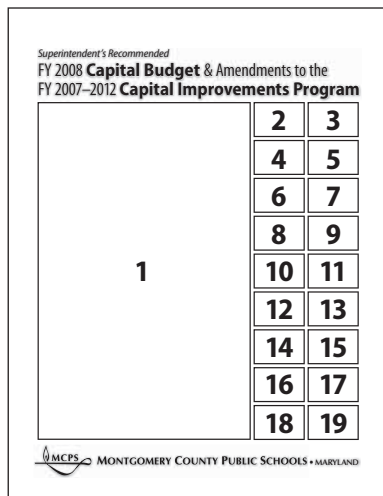 Superintendent's Recommended
FY 2008 Capital Budget & Amendments to the
FY 2007–2012 Capital Improvements Program
1
2 3
4 5
6 7
8 9
10 11
12 13
14 15
16 17
18 19
MCPS MONTGOMERY COUNTY PUBLIC SCHOOLS • MARYLAND